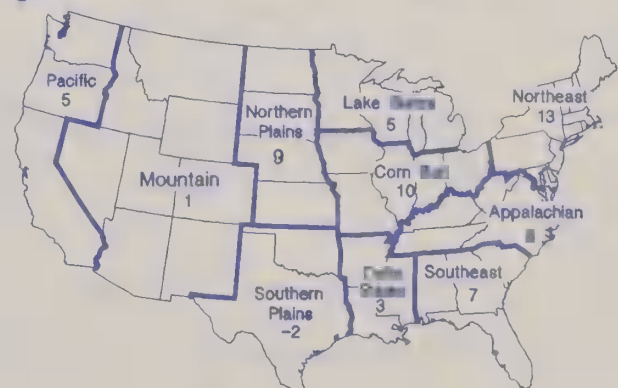 Pacific
5
Northern
Plains
9
Lake
5
Northeast
13
Mountain
1
Corn
10
Appalachian
Southeast
7
Southern
Plains
-2
3